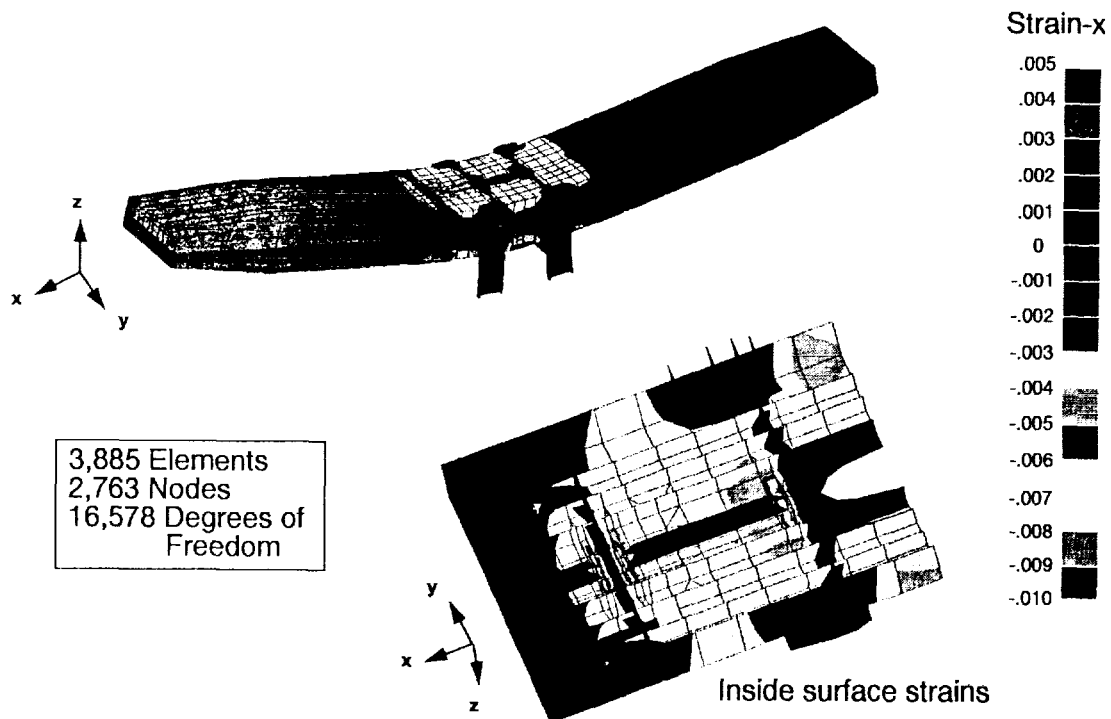 Strain-x
.005
.004
.003
.002
.001
0
-.001
-.002
-.003
-.004
-.005
-.006
-.007
-.008
-.009
-.010
z
x
y
3,885 Elements
2,763 Nodes
16,578 Degrees of
Freedom
y
x
z
Inside surface strains